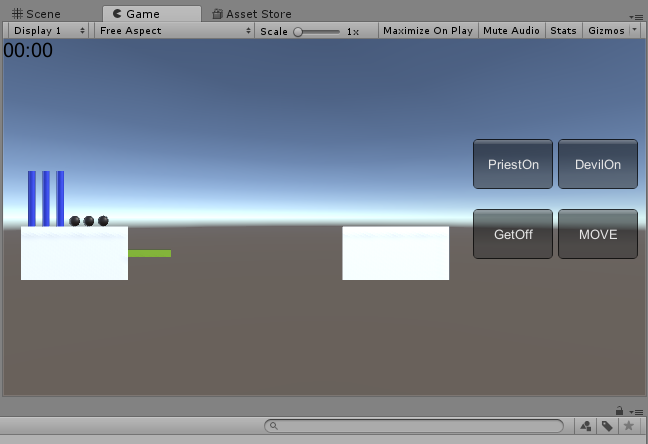 Scene Game Asset Store
Display 1 Free Aspect Scale 1x Maximize On Play Mute Audio Stats Gizmos
00:00
PriestOn DevilOn
GetOff MOVE